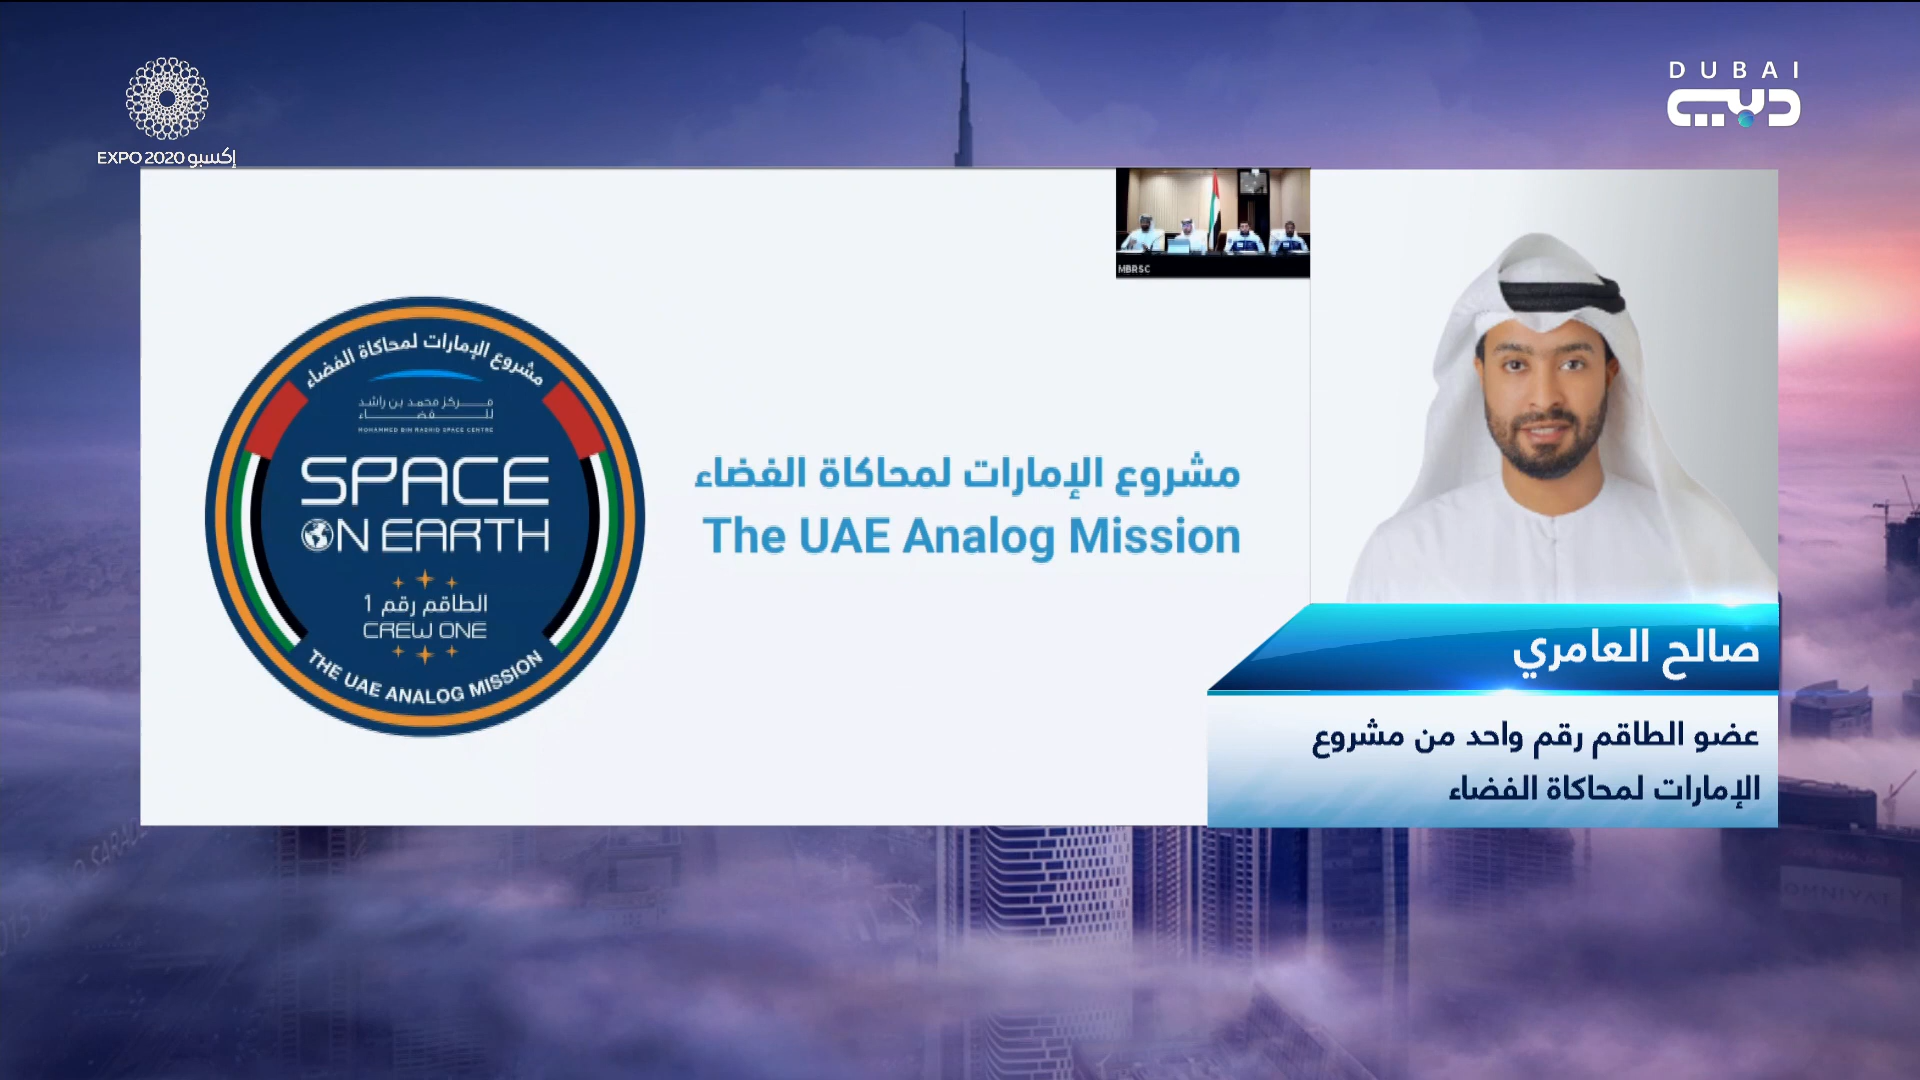 DUBAI
دبي
EXPO 2020 إكسبو
MBRSC
مشروع الإمارات لمحاكاة الفضاء
مركز محمد بن راشد
للفضاء
MOHAMMED BIN RASHID SPACE CENTRE
SPACE
ON EARTH
الطاقم رقم 1
CREW ONE
THE UAE ANALOG MISSION
مشروع الإمارات لمحاكاة الفضاء
The UAE Analog Mission
صالح العامري
عضو الطاقم رقم واحد من مشروع
الإمارات لمحاكاة الفضاء